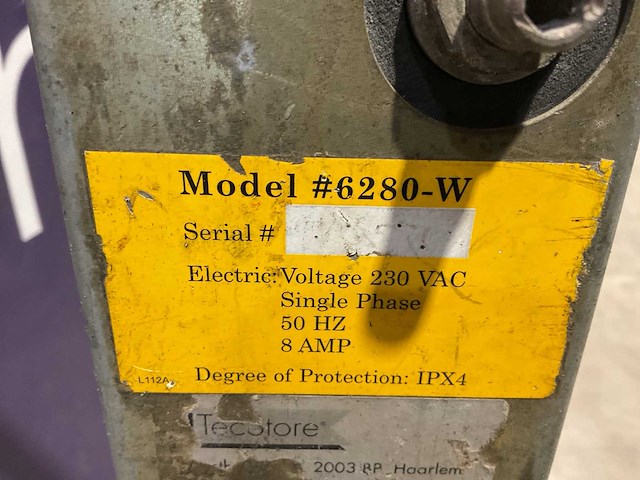 Model #6280-W
Serial #
Electric: Voltage 230 VAC
Single Phase
50 HZ
8 AMP
L112A
Degree of Protection: IPX4
TecStore
2003 RP Haarlem